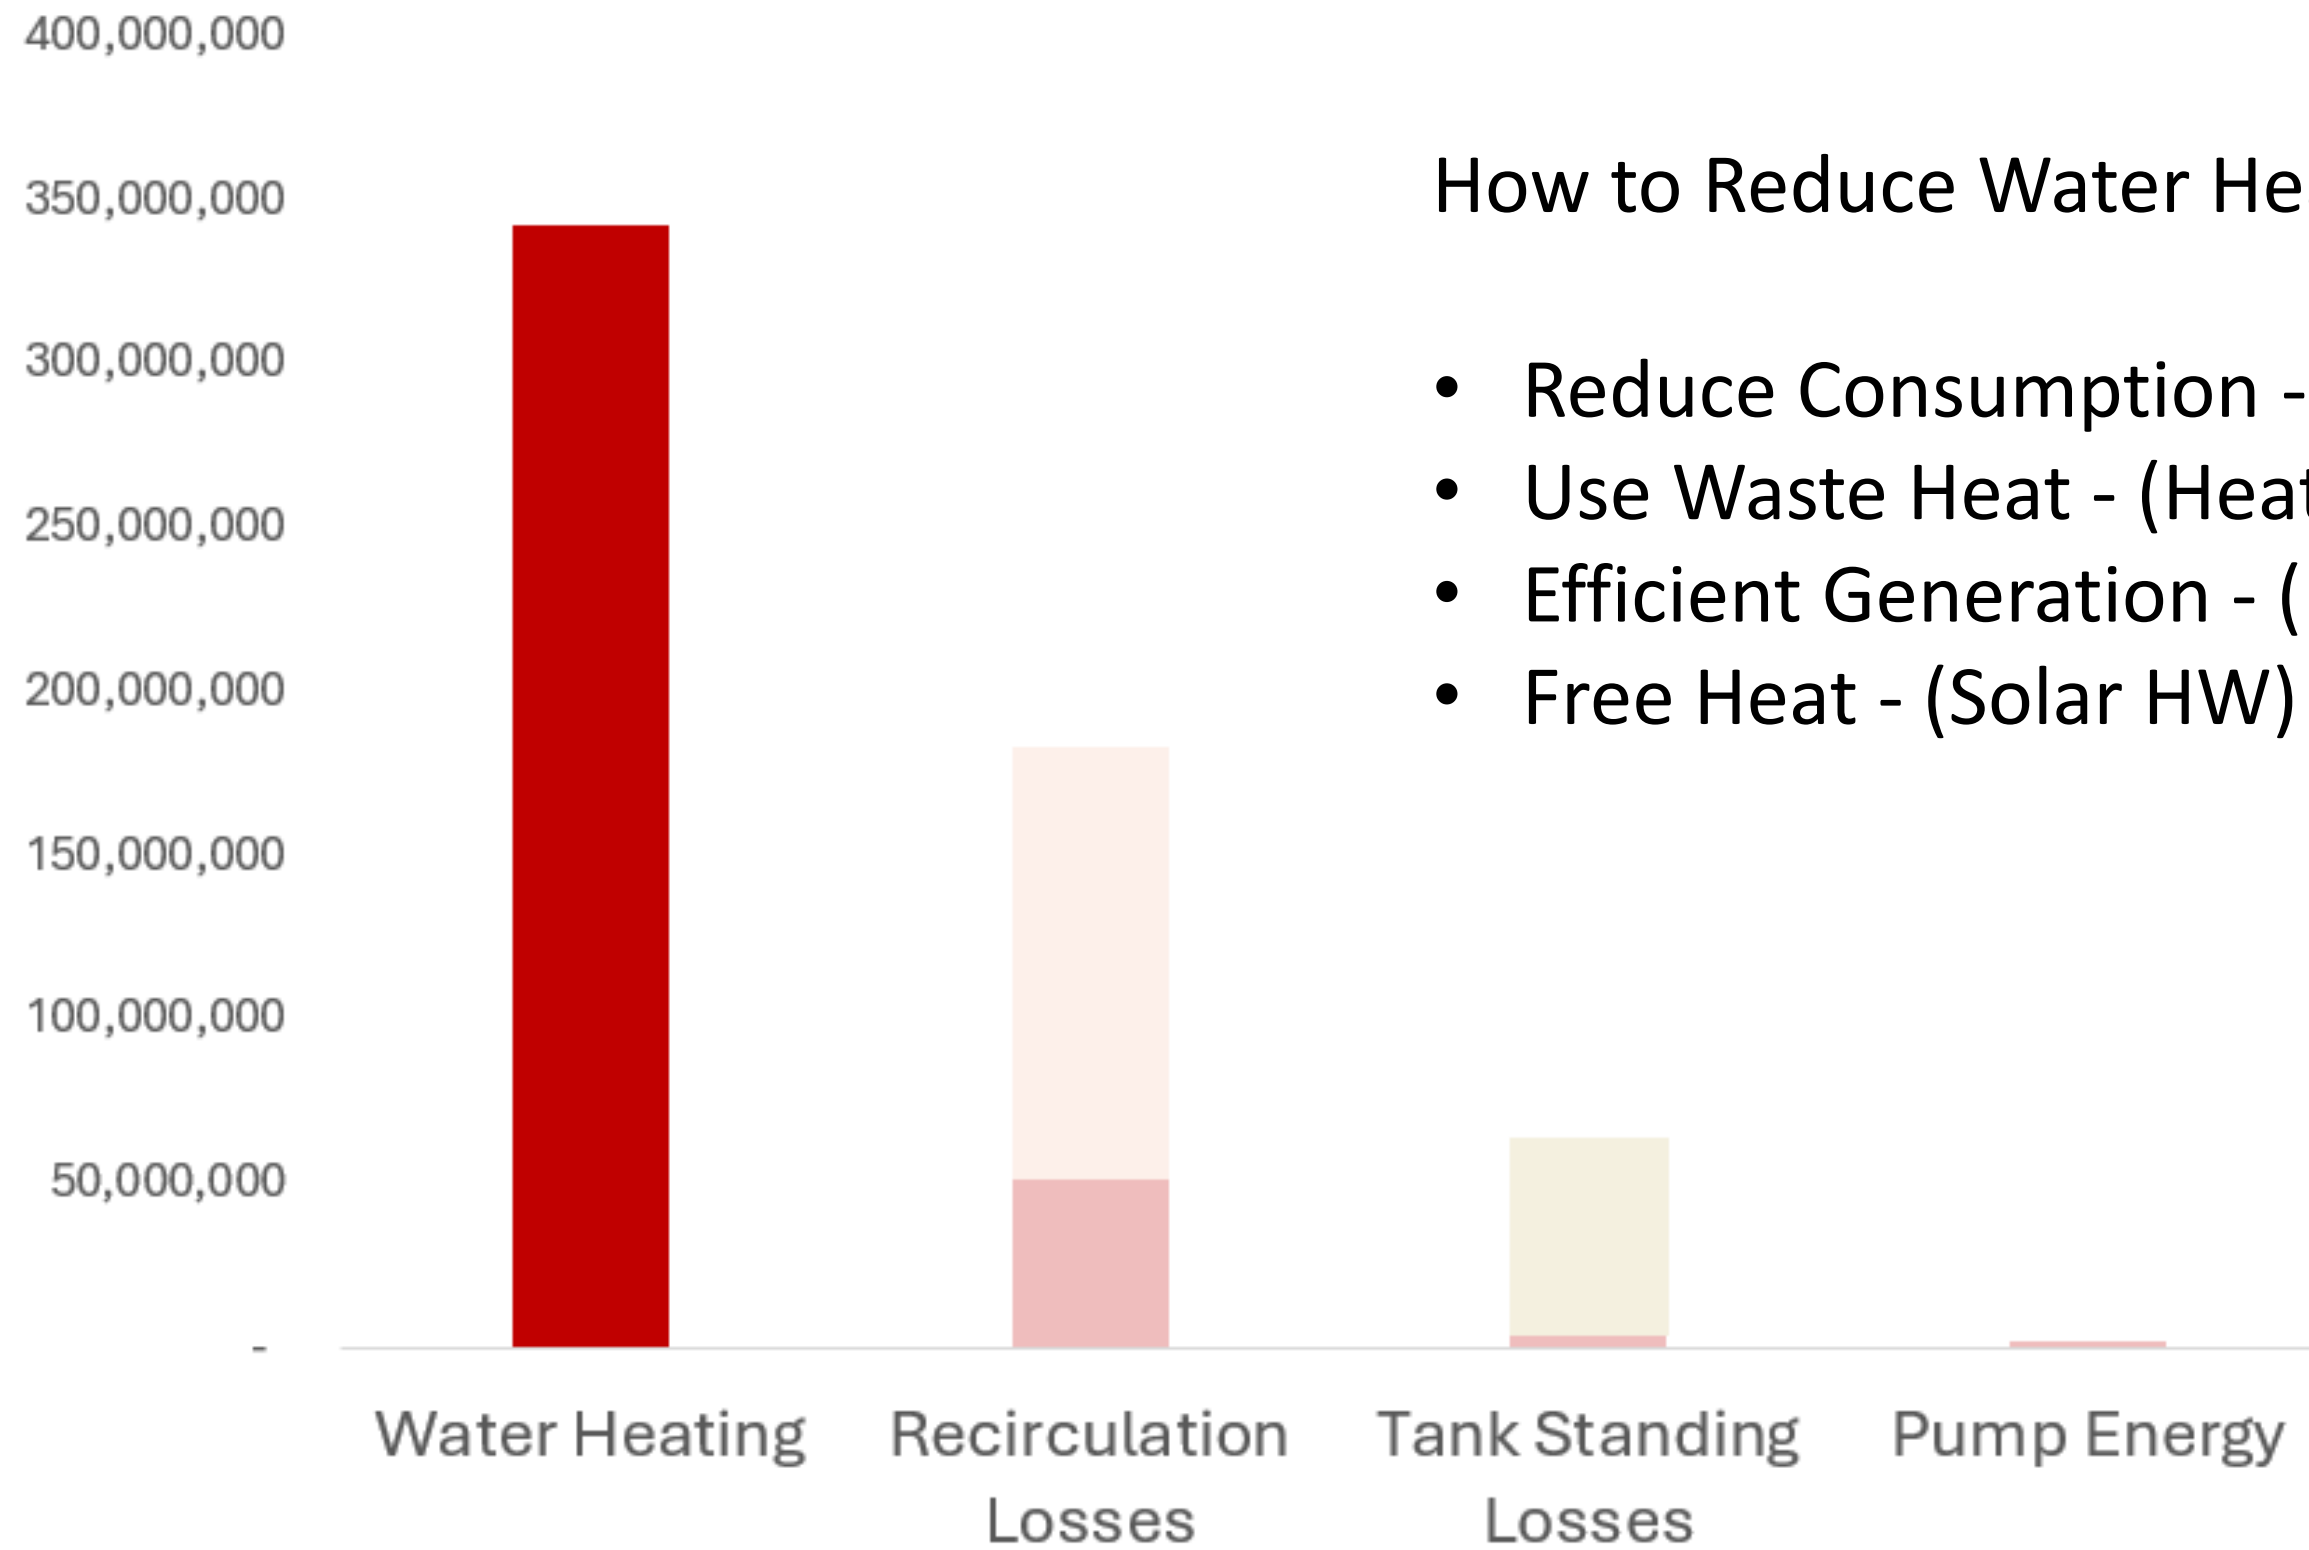 400,000,000
350,000,000
300,000,000
250,000,000
200,000,000
150,000,000
100,000,000
50,000,000
-
How to Reduce Water He
• Reduce Consumption -
• Use Waste Heat - (Heat
• Efficient Generation - (
• Free Heat - (Solar HW)
Water Heating
Recirculation
Losses
Tank Standing
Losses
Pump Energy